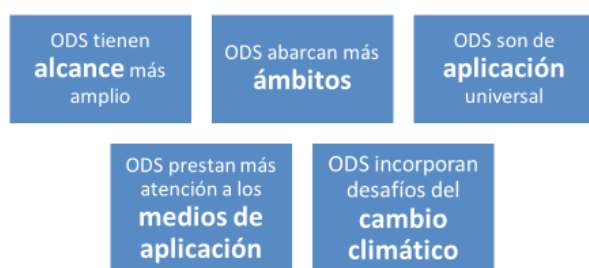 ODS tienen
alcance más
amplio
ODS abarcan más
ámbitos
ODS son de
aplicación
universal
ODS prestan más
atención a los
medios de
aplicación
ODS incorporan
desafíos del
cambio
climático